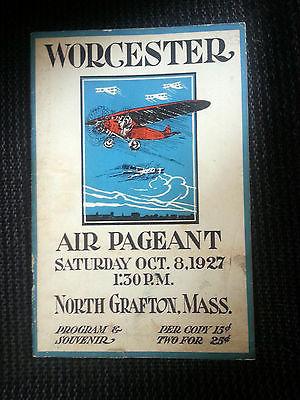 WORCESTER
AIR PAGEANT
SATURDAY OCT. 8, 1927
1:30 P.M.
NORTH GRAFTON, MASS.
PROGRAM & PER COPY 15¢
SOUVENIR TWO FOR 25¢